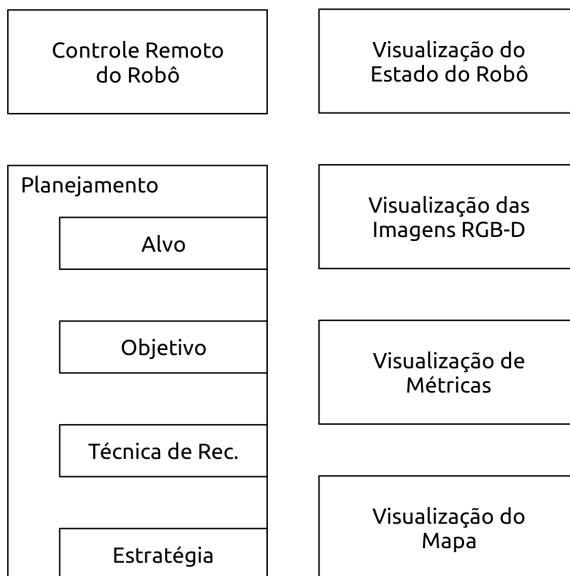 Controle Remoto
do Robô
Visualização do
Estado do Robô
Planejamento
Alvo
Objetivo
Técnica de Rec.
Estratégia
Visualização das
Imagens RGB-D
Visualização de
Métricas
Visualização do
Mapa